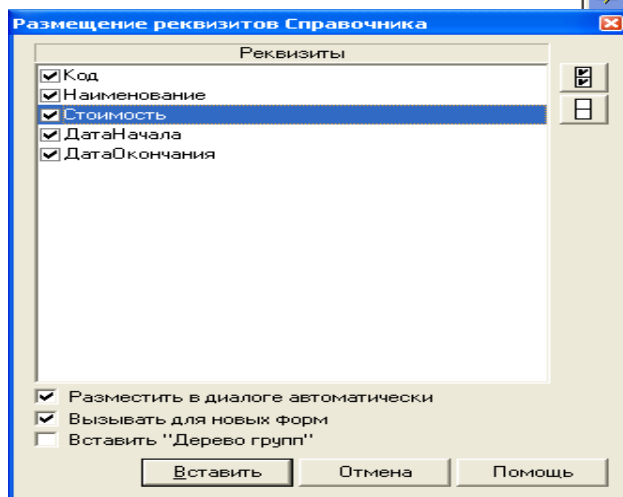 Размещение реквизитов Справочника
Реквизиты
Код
Наименование
Стоимость
ДатаНачала
ДатаОкончания
Разместить в диалоге автоматически
Вызывать для новых форм
Вставить "Дерево групп"
Вставить Отмена Помощь